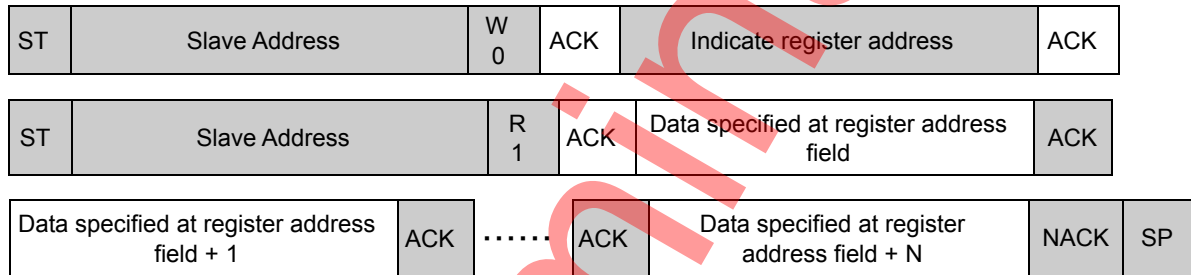 ST Slave Address W 0 ACK Indicate register address ACK
ST Slave Address R 1 ACK Data specified at register address field ACK
Data specified at register address field + 1 ACK ...... ACK Data specified at register address field + N NACK SP